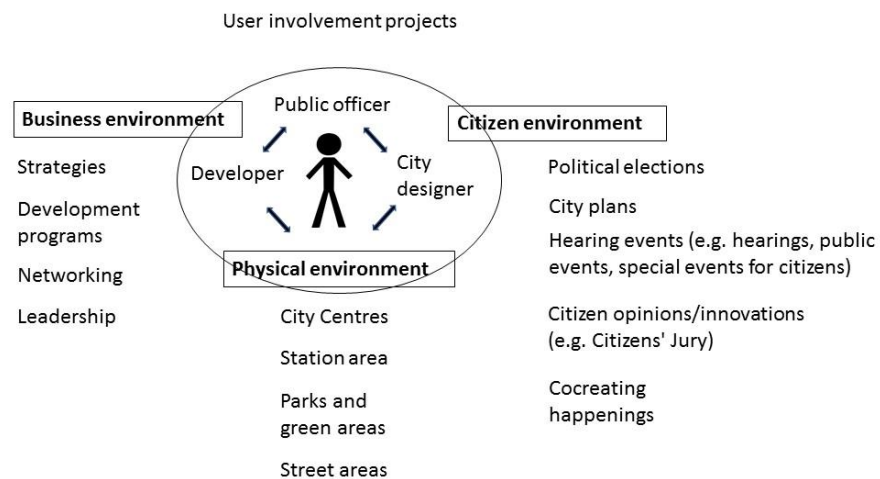 User involvement projects
Public officer
Business environment
Citizen environment
Developer
City
designer
Strategies
Development
programs
Networking
Leadership
Physical environment
City Centres
Station area
Parks and
green areas
Street areas
Political elections
City plans
Hearing events (e.g. hearings, public
events, special events for citizens)
Citizen opinions/innovations
(e.g. Citizens' Jury)
Cocreating
happenings